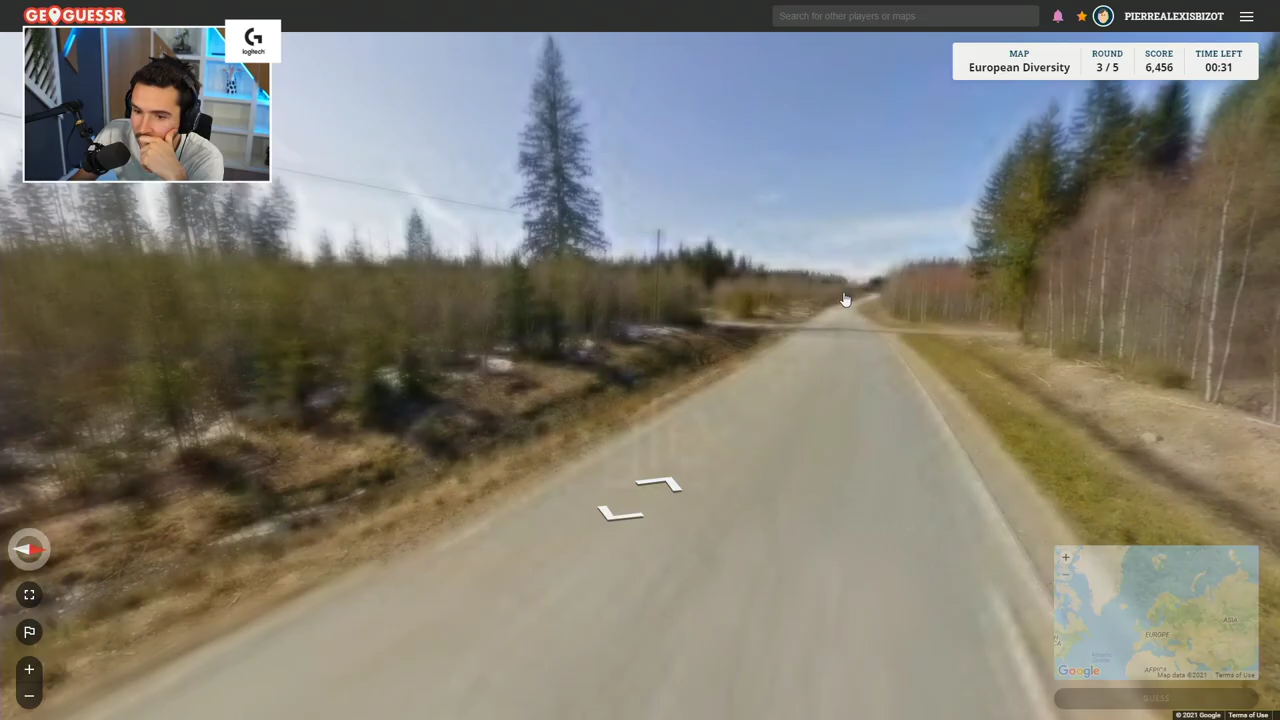 GEOGUESSR
Search for other players or maps
PIERREALEXISBIZOT
logitech
MAP
European Diversity
ROUND
3 / 5
SCORE
6,456
TIME LEFT
00:31
ASIA
EUROPE
AFRICA
Google
Map data ©2021
Terms of Use
GUESS
© 2021 Google
Terms of Use